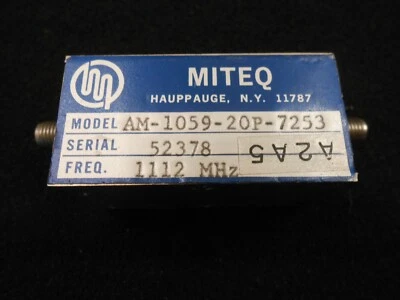 MITEQ
HAUPPAUGE, N.Y. 11787
MODEL AM-1059-20P-7253
SERIAL 52378
FREQ. 1112 MHz
A2A5